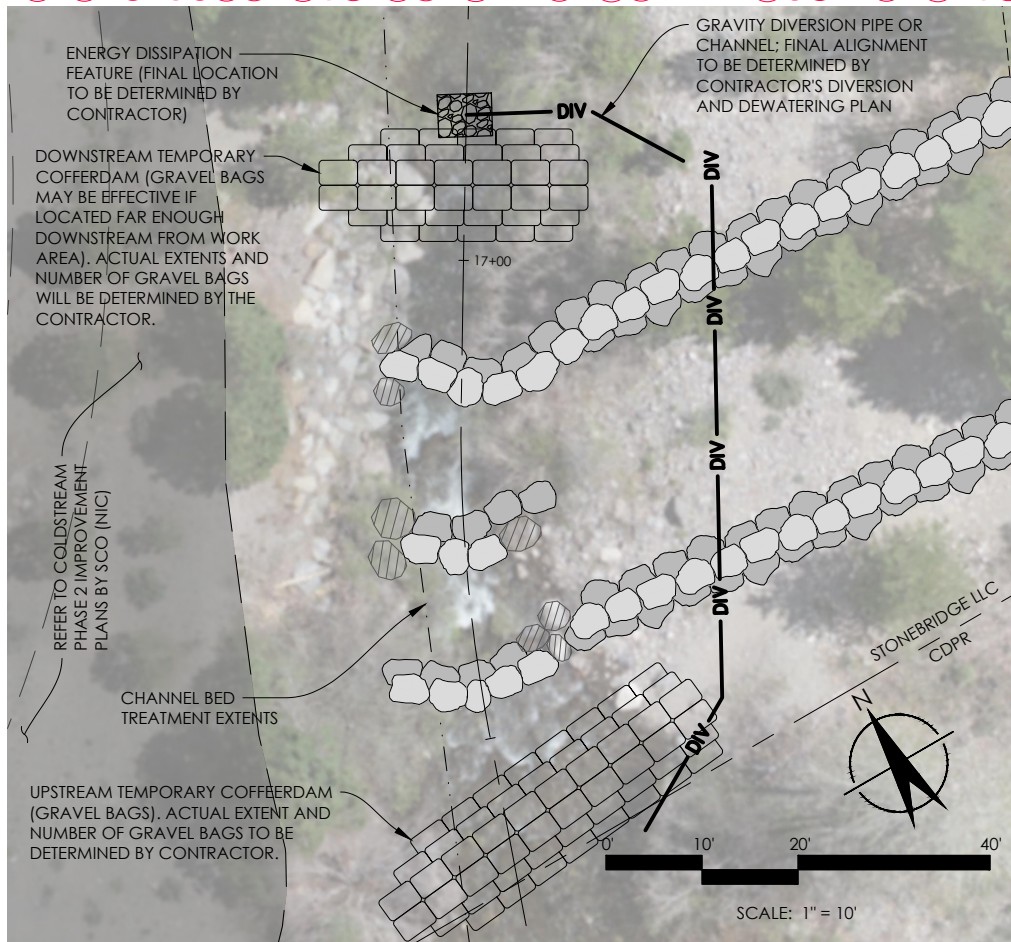 ENERGY DISSIPATION
FEATURE (FINAL LOCATION
TO BE DETERMINED BY
CONTRACTOR)
GRAVITY DIVERSION PIPE OR
CHANNEL; FINAL ALIGNMENT
TO BE DETERMINED BY
CONTRACTOR'S DIVERSION
AND DEWATERING PLAN
DIV
DOWNSTREAM TEMPORARY
COFFERDAM (GRAVEL BAGS
MAY BE EFFECTIVE IF
LOCATED FAR ENOUGH
DOWNSTREAM FROM WORK
AREA). ACTUAL EXTENTS AND
NUMBER OF GRAVEL BAGS
WILL BE DETERMINED BY THE
CONTRACTOR.
DIV
17+00
DIV
DIV
REFER TO COLDSTREAM
PHASE 2 IMPROVEMENT
PLANS BY SCO (NIC)
DIV
STONEBRIDGE LLC
CDPR
CHANNEL BED
TREATMENT EXTENTS
N
DIV
UPSTREAM TEMPORARY COFFERDAM
(GRAVEL BAGS). ACTUAL EXTENT AND
NUMBER OF GRAVEL BAGS TO BE
DETERMINED BY CONTRACTOR.
0' 10' 20' 40'
SCALE: 1" = 10'